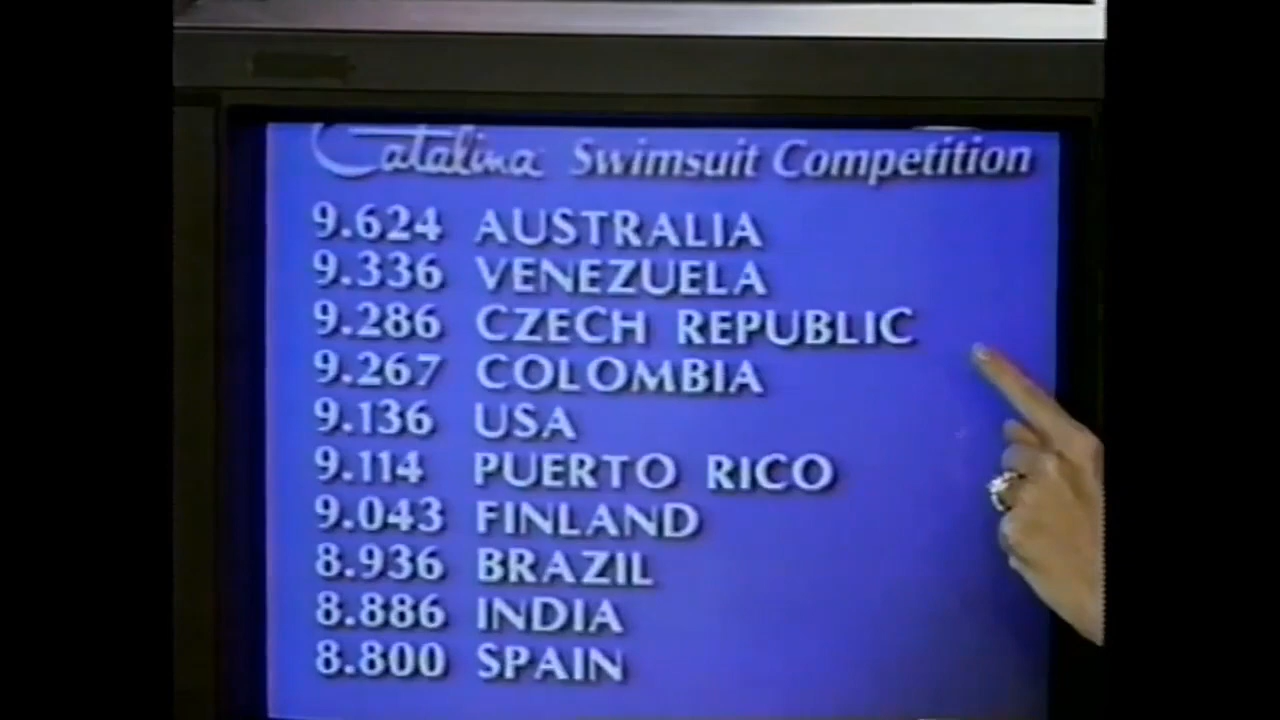 Catalina Swimsuit Competition
9.624 AUSTRALIA
9.336 VENEZUELA
9.286 CZECH REPUBLIC
9.267 COLOMBIA
9.136 USA
9.114 PUERTO RICO
9.043 FINLAND
8.936 BRAZIL
8.886 INDIA
8.800 SPAIN